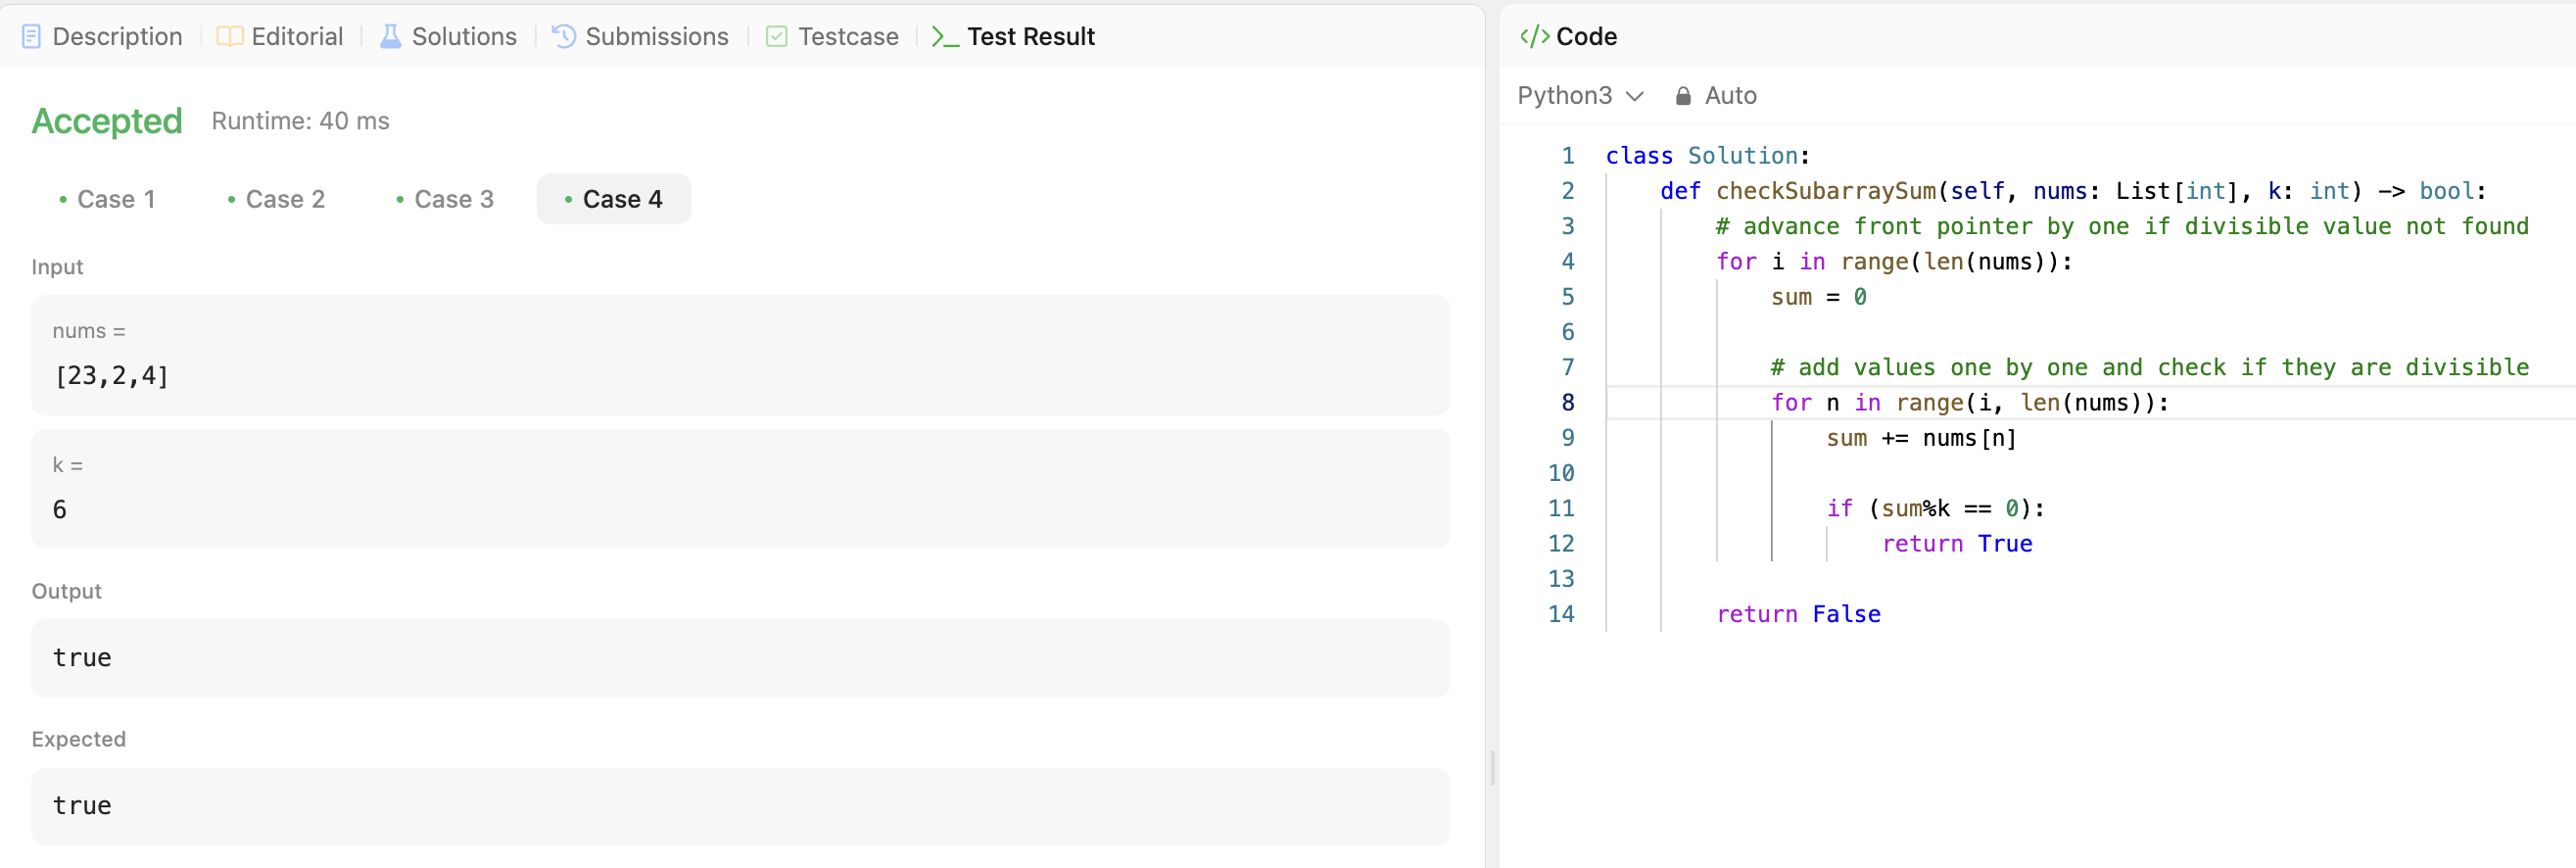 Description
Editorial
Solutions
Submissions
Testcase
Test Result
Accepted Runtime: 40 ms
Case 1
Case 2
Case 3
Case 4
Input
nums =
[23,2,4]
k =
6
Output
true
Expected
true
</> Code
Python3 Auto
1 class Solution:
2     def checkSubarraySum(self, nums: List[int], k: int) -> bool:
3         # advance front pointer by one if divisible value not found
4         for i in range(len(nums)):
5             sum = 0
6
7             # add values one by one and check if they are divisible
8             for n in range(i, len(nums)):
9                 sum += nums[n]
10
11                 if (sum%k == 0):
12                     return True
13
14         return False